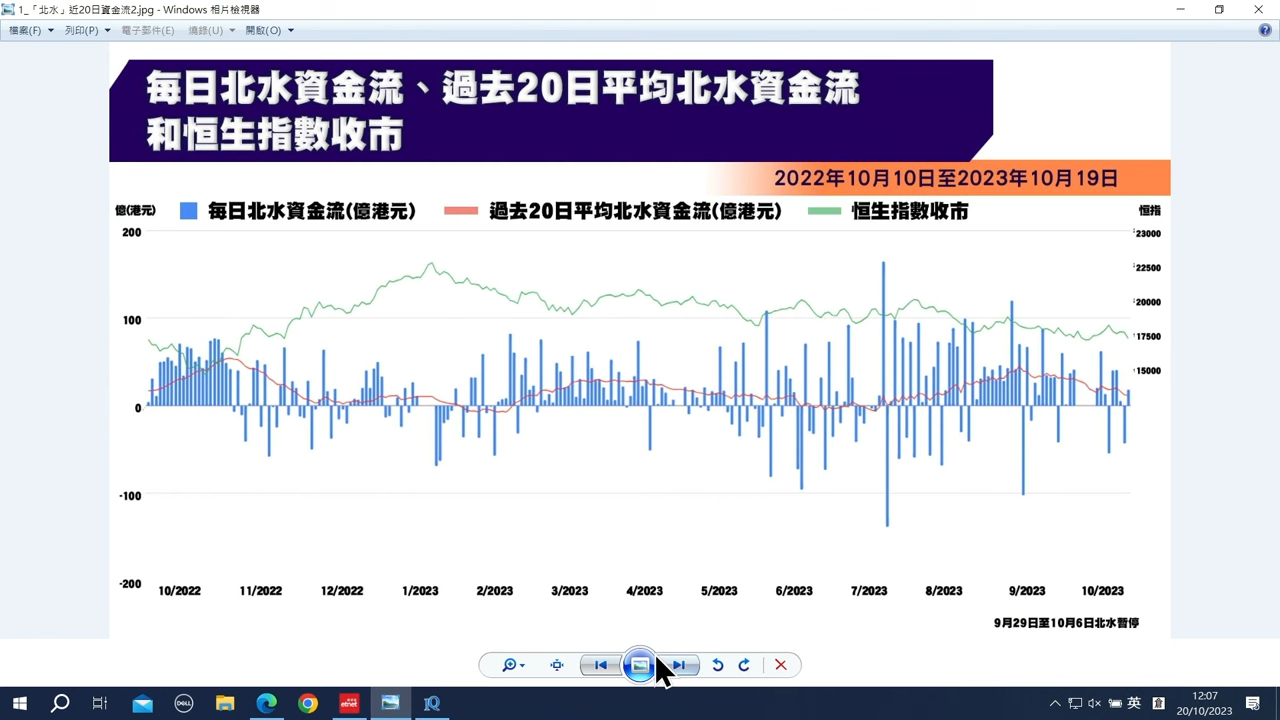 1_「北水」近20日資金流2.jpg - Windows 相片檢視器
檔案(F) 列印(P) 電子郵件(E) 燒錄(U) 開啟(O)
每日北水資金流、過去20日平均北水資金流
和恒生指數收市
2022年10月10日至2023年10月19日
億(港元) 每日北水資金流(億港元) 過去20日平均北水資金流(億港元) 恒生指數收市 恒指
200 23000
22500
20000
100 17500
15000
0
-100
-200
10/2022 11/2022 12/2022 1/2023 2/2023 3/2023 4/2023 5/2023 6/2023 7/2023 8/2023 9/2023 10/2023
9月29日至10月6日北水暫停
DELL etnet IQ 英 12:07
20/10/2023